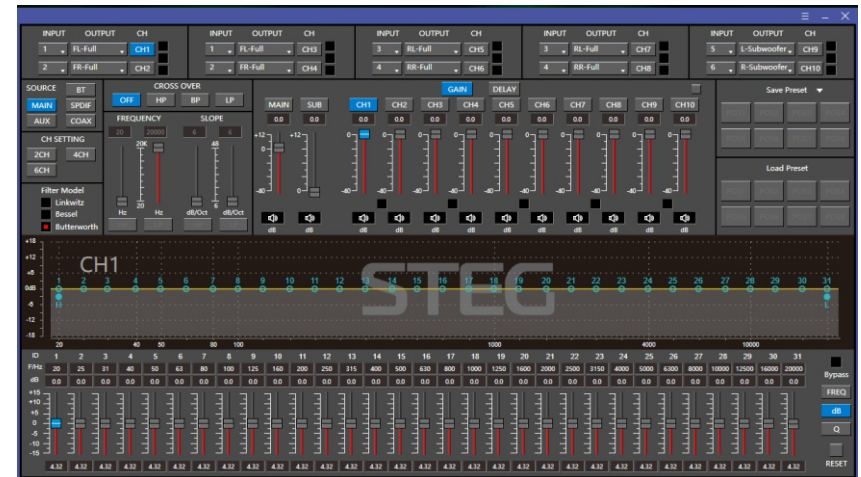 INPUT OUTPUT CH INPUT OUTPUT CH INPUT OUTPUT CH INPUT OUTPUT CH INPUT OUTPUT CH
1 FL-Full CH1 1 FL-Full CH3 3 RL-Full CH5 3 RL-Full CH7 5 L-Subwoofer CH9
2 FR-Full CH2 2 FR-Full CH4 4 RR-Full CH6 4 RR-Full CH8 6 R-Subwoofer CH10
SOURCE BT
MAIN SPDIF
AUX COAX
CH SETTING
2CH 4CH
6CH
Filter Model
Linkwitz
Bessel
Butterworth
CROSS OVER
OFF HP BP LP
FREQUENCY SLOPE
20 20000 6 6
20K 48
20 6
Hz Hz dB/Oct dB/Oct
GAIN DELAY
MAIN SUB CH1 CH2 CH3 CH4 CH5 CH6 CH7 CH8 CH9 CH10
0.0 0.0 0.0 0.0 0.0 0.0 0.0 0.0 0.0 0.0 0.0 0.0
+12 +12 0 0 0 0 0 0 0 0 0 0
0 0
-40 -40 -40 -40 -40 -40 -40 -40 -40 -40 -40
dB dB dB dB dB dB dB dB dB dB dB dB
Save Preset
Load Preset
+18
+12
+6
0dB
-6
-12
-18
CH1
STEG
1 2 3 4 5 6 7 8 9 10 11 12 13 14 15 16 17 18 19 20 21 22 23 24 25 26 27 28 29 30 31
H L
20 40 50 80 100 1000 4000 10000
ID 1 2 3 4 5 6 7 8 9 10 11 12 13 14 15 16 17 18 19 20 21 22 23 24 25 26 27 28 29 30 31
F/Hz 20 25 31 40 50 63 80 100 125 160 200 250 315 400 500 630 800 1000 1250 1600 2000 2500 3150 4000 5000 6300 8000 10000 12500 16000 20000
dB 0.0 0.0 0.0 0.0 0.0 0.0 0.0 0.0 0.0 0.0 0.0 0.0 0.0 0.0 0.0 0.0 0.0 0.0 0.0 0.0 0.0 0.0 0.0 0.0 0.0 0.0 0.0 0.0 0.0 0.0 0.0
+15
+10
+5
0
-5
-10
-15
4.32 4.32 4.32 4.32 4.32 4.32 4.32 4.32 4.32 4.32 4.32 4.32 4.32 4.32 4.32 4.32 4.32 4.32 4.32 4.32 4.32 4.32 4.32 4.32 4.32 4.32 4.32 4.32 4.32 4.32 4.32
Bypass
FREQ
dB
Q
RESET